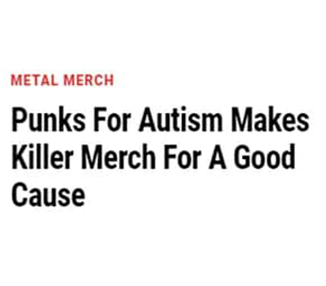 METAL MERCH
Punks For Autism Makes
Killer Merch For A Good
Cause